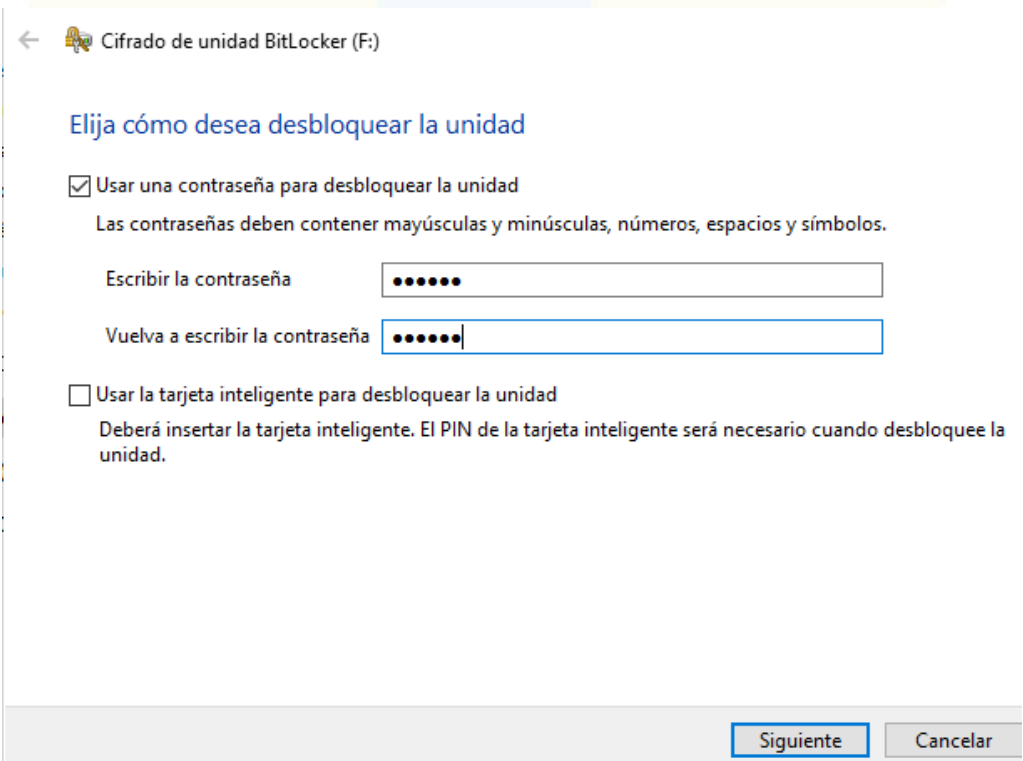 Cifrado de unidad BitLocker (F:)
Elija cómo desea desbloquear la unidad
Usar una contraseña para desbloquear la unidad
Las contraseñas deben contener mayúsculas y minúsculas, números, espacios y símbolos.
Escribir la contraseña ●●●●●●
Vuelva a escribir la contraseña ●●●●●●
Usar la tarjeta inteligente para desbloquear la unidad
Deberá insertar la tarjeta inteligente. El PIN de la tarjeta inteligente será necesario cuando desbloquee la
unidad.
Siguiente Cancelar